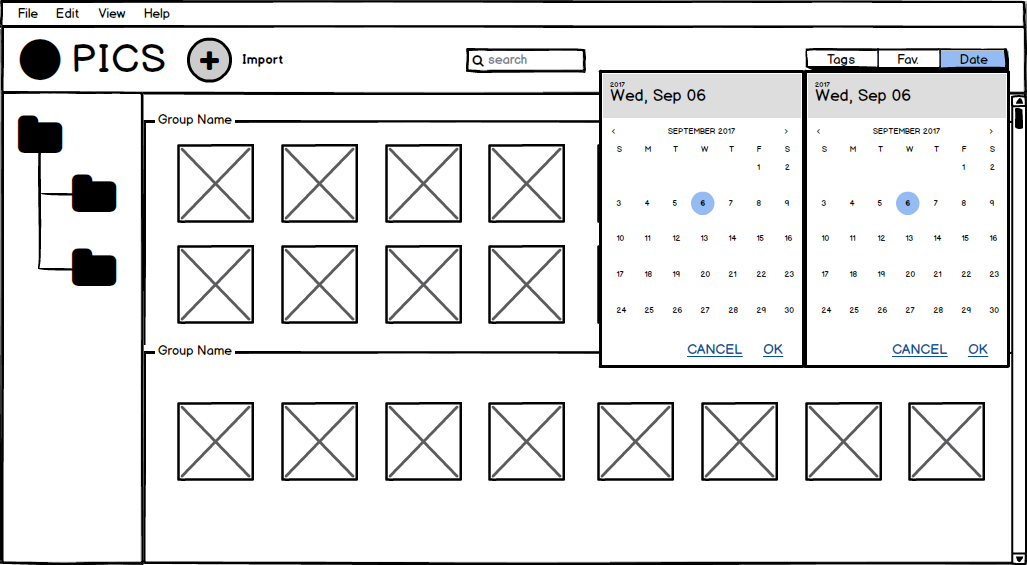 File Edit View Help
PICS
Import
search
Tags Fav. Date
Group Name
2017
Wed, Sep 06
‹ SEPTEMBER 2017 ›
S M T W T F S
1 2
3 4 5 6 7 8 9
10 11 12 13 14 15 16
17 18 19 20 21 22 23
24 25 26 27 28 29 30
CANCEL OK
2017
Wed, Sep 06
‹ SEPTEMBER 2017 ›
S M T W T F S
1 2
3 4 5 6 7 8 9
10 11 12 13 14 15 16
17 18 19 20 21 22 23
24 25 26 27 28 29 30
CANCEL OK
Group Name